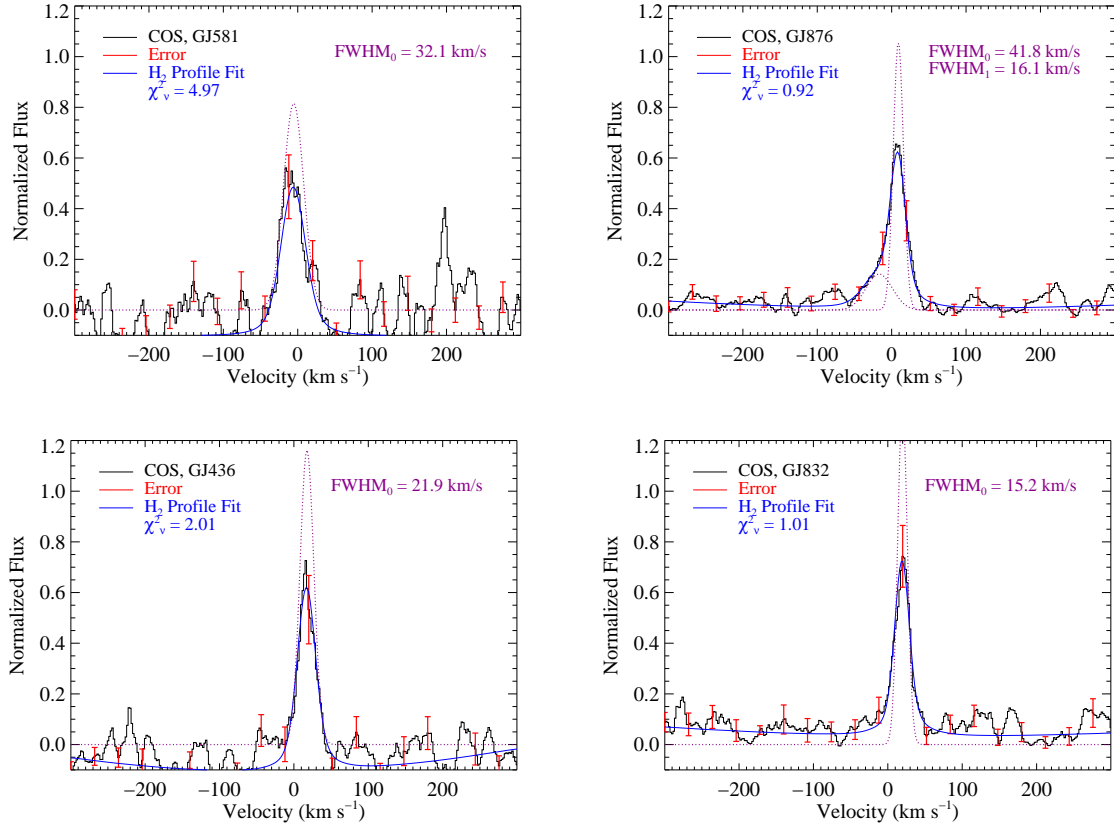 COS, GJ581
Error
H₂ Profile Fit
χ²ᵥ = 4.97
FWHM₀ = 32.1 km/s
1.2
1.0
0.8
0.6
0.4
0.2
0.0
Normalized Flux
−200 −100 0 100 200
Velocity (km s⁻¹)
COS, GJ876
Error
H₂ Profile Fit
χ²ᵥ = 0.92
FWHM₀ = 41.8 km/s
FWHM₁ = 16.1 km/s
1.2
1.0
0.8
0.6
0.4
0.2
0.0
Normalized Flux
−200 −100 0 100 200
Velocity (km s⁻¹)
COS, GJ436
Error
H₂ Profile Fit
χ²ᵥ = 2.01
FWHM₀ = 21.9 km/s
1.2
1.0
0.8
0.6
0.4
0.2
0.0
Normalized Flux
−200 −100 0 100 200
Velocity (km s⁻¹)
COS, GJ832
Error
H₂ Profile Fit
χ²ᵥ = 1.01
FWHM₀ = 15.2 km/s
1.2
1.0
0.8
0.6
0.4
0.2
0.0
Normalized Flux
−200 −100 0 100 200
Velocity (km s⁻¹)